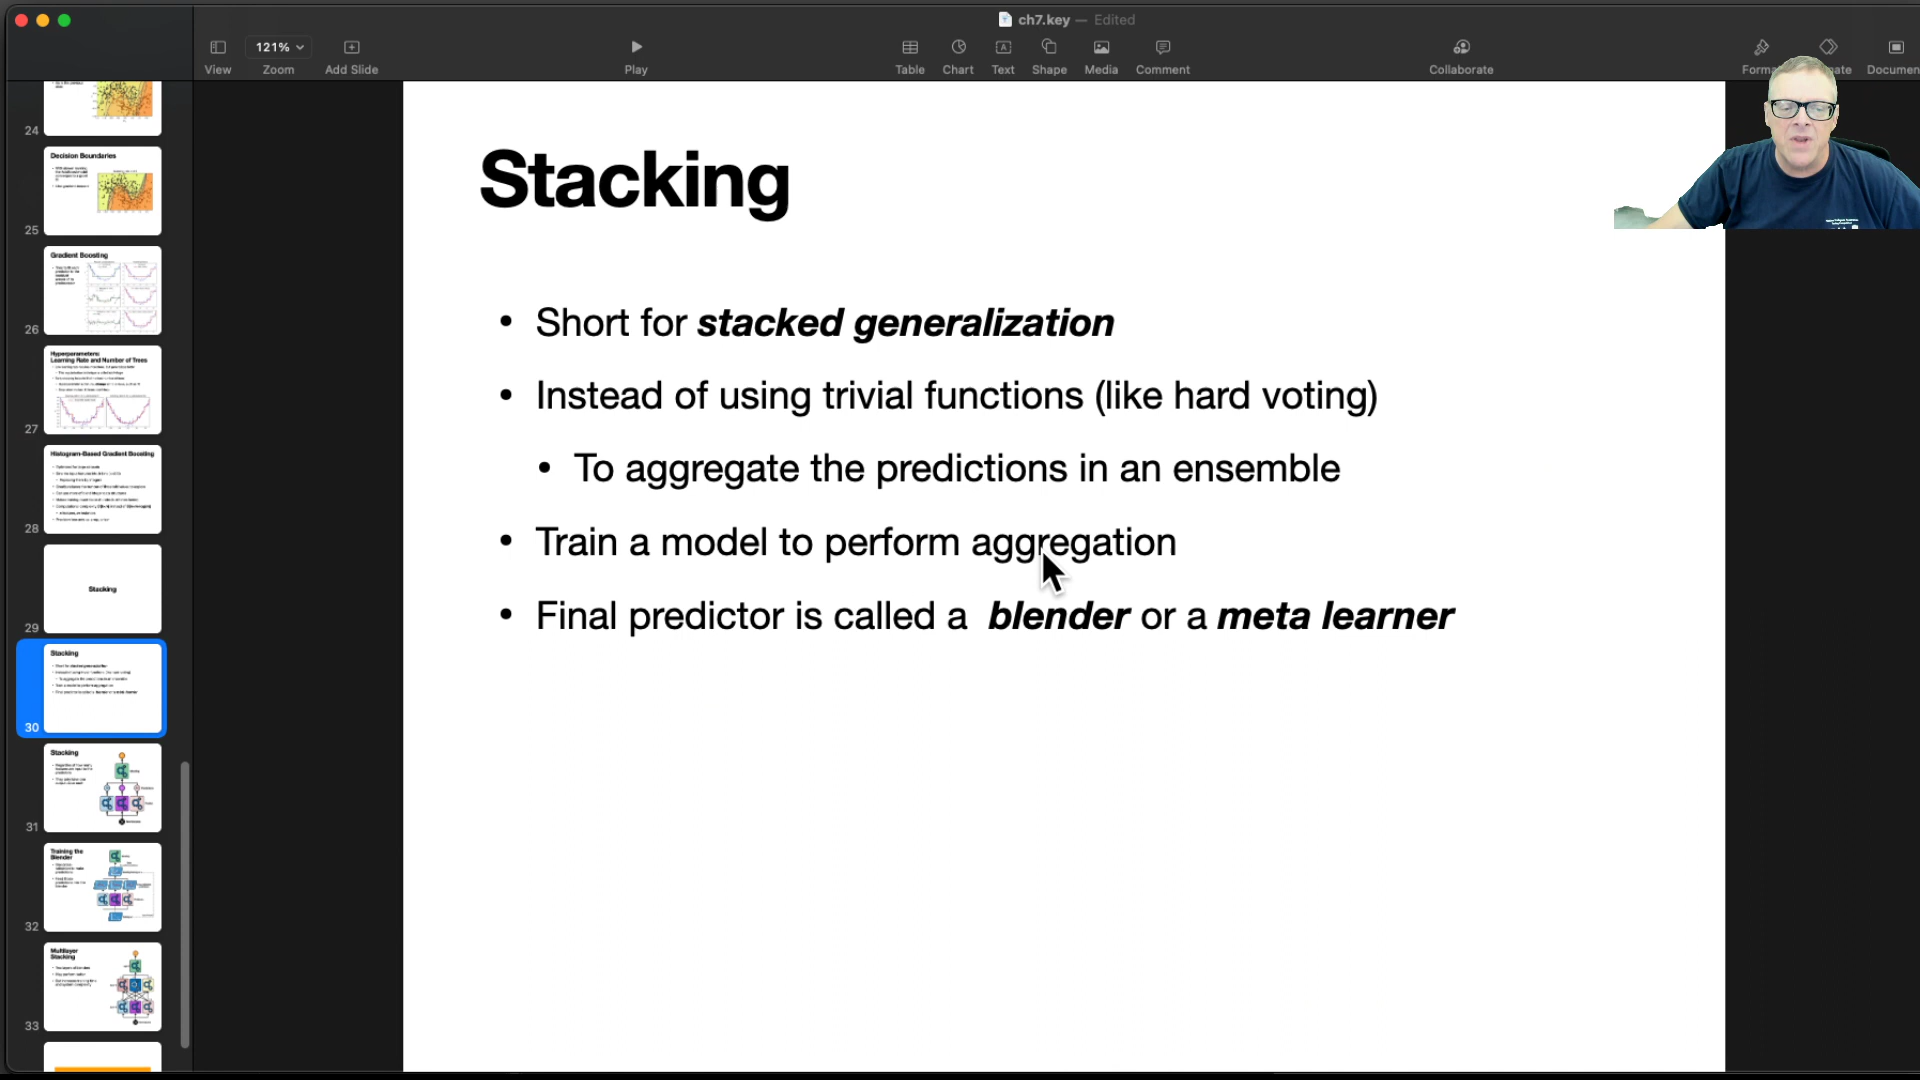 ch7.key — Edited
121%
View
Zoom
Add Slide
Play
Table
Chart
Text
Shape
Media
Comment
Collaborate
Forma
ate
Documen
24
Decision Boundaries
25
Gradient Boosting
26
Hyperparameters:
Learning Rate and Number of Trees
27
Histogram-Based Gradient Boosting
28
Stacking
29
Stacking
30
Stacking
31
Training the
Blender
32
Multilayer
Stacking
33
Stacking
• Short for stacked generalization
• Instead of using trivial functions (like hard voting)
• To aggregate the predictions in an ensemble
• Train a model to perform aggregation
• Final predictor is called a blender or a meta learner